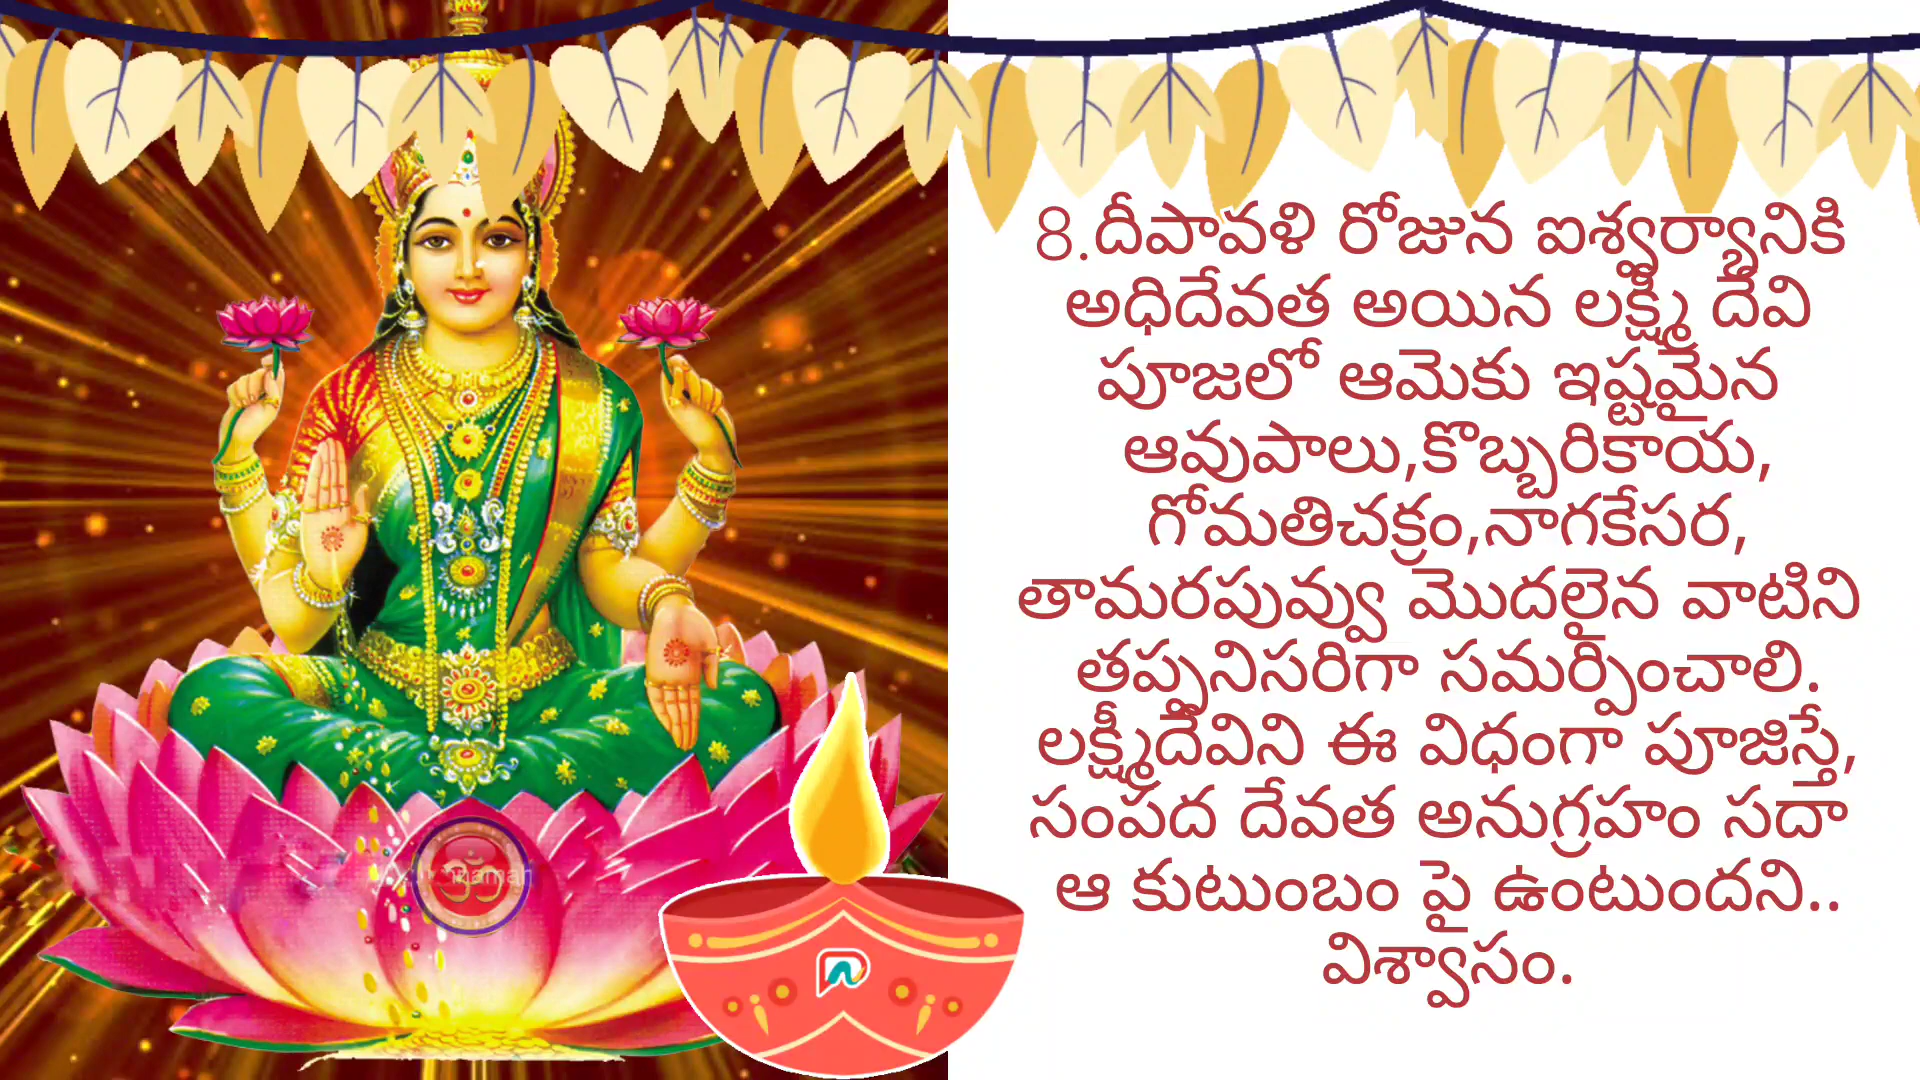 8.దీపావళి రోజున ఐశ్వర్యానికి
అధిదేవత అయిన లక్ష్మీ దేవి
పూజలో ఆమెకు ఇష్టమైన
ఆవుపాలు,కొబ్బరికాయ,
గోమతిచక్రం,నాగకేసర,
తామరపువ్వు మొదలైన వాటిని
తప్పనిసరిగా సమర్పించాలి.
లక్ష్మీదేవిని ఈ విధంగా పూజిస్తే,
సంపద దేవత అనుగ్రహం సదా
ఆ కుటుంబం పై ఉంటుందని..
విశ్వాసం.
ॐ